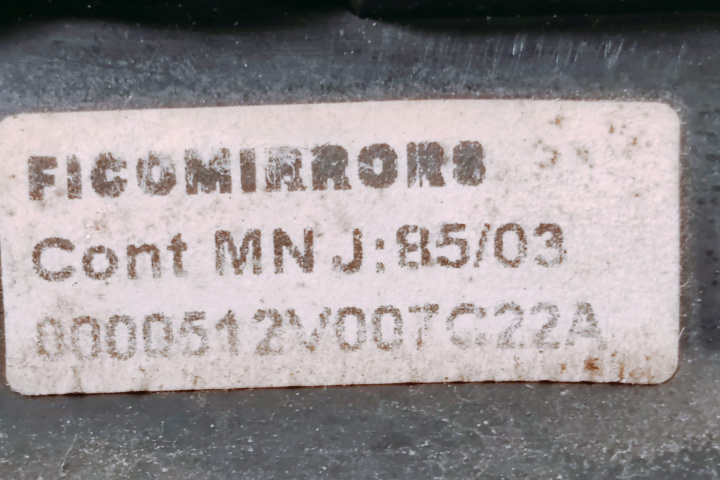 FICOMIRRORS
Cont MN J:85/03
0000512V007C22A